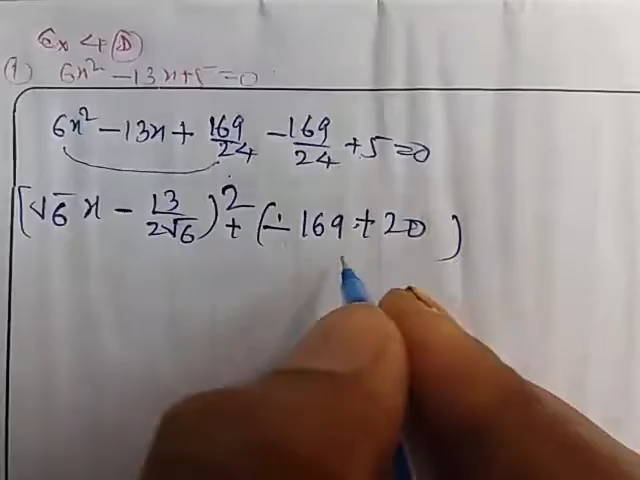 Ex 4 D
1) 6x² - 13x + 5 = 0
6x² - 13x + 169/24 - 169/24 + 5 = 0
[√6 x - 13/2√6)² + (- 169 + 20 )